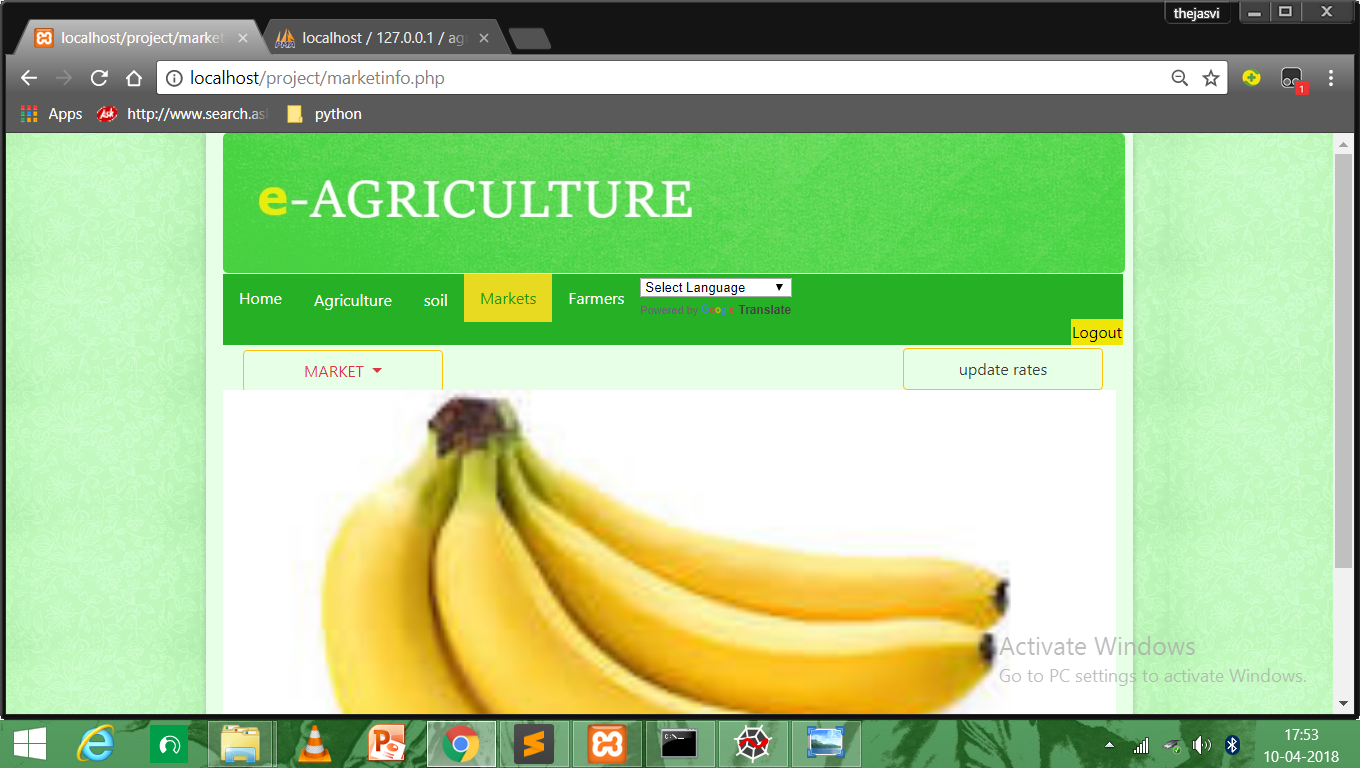 thejasvi
localhost/project/market
localhost / 127.0.0.1 / ag
localhost/project/marketinfo.php
1
Apps
Ask
http://www.search.as
python
e-AGRICULTURE
Home
Agriculture
soil
Markets
Farmers
Select Language
Powered by Google Translate
Logout
MARKET
update rates
Activate Windows
Go to PC settings to activate Windows.
17:53
10-04-2018